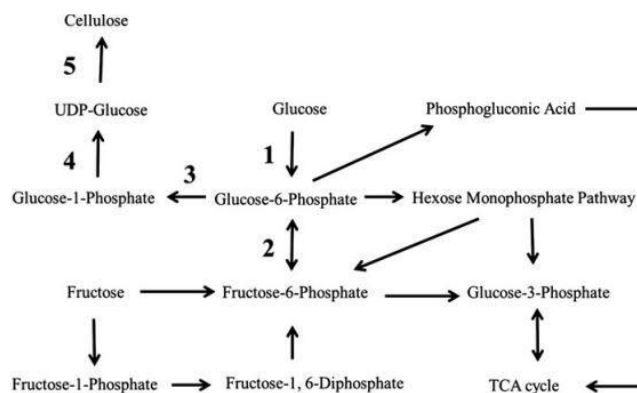 Cellulose
5
UDP-Glucose Glucose Phosphogluconic Acid
4 3 1
Glucose-1-Phosphate Glucose-6-Phosphate Hexose Monophosphate Pathway
2
Fructose Fructose-6-Phosphate Glucose-3-Phosphate
Fructose-1-Phosphate Fructose-1, 6-Diphosphate TCA cycle